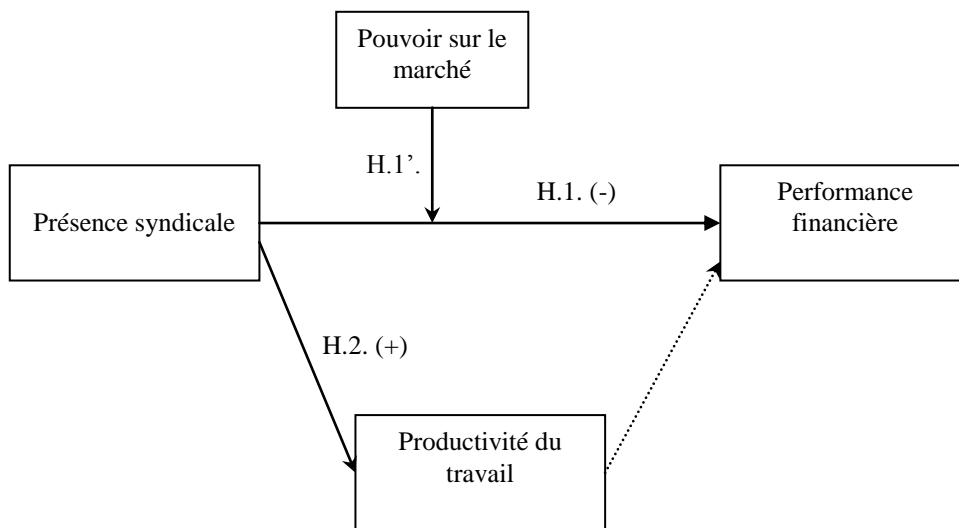 Pouvoir sur le
marché
H.1’.
H.1. (-)
Présence syndicale
Performance
financière
H.2. (+)
Productivité du
travail